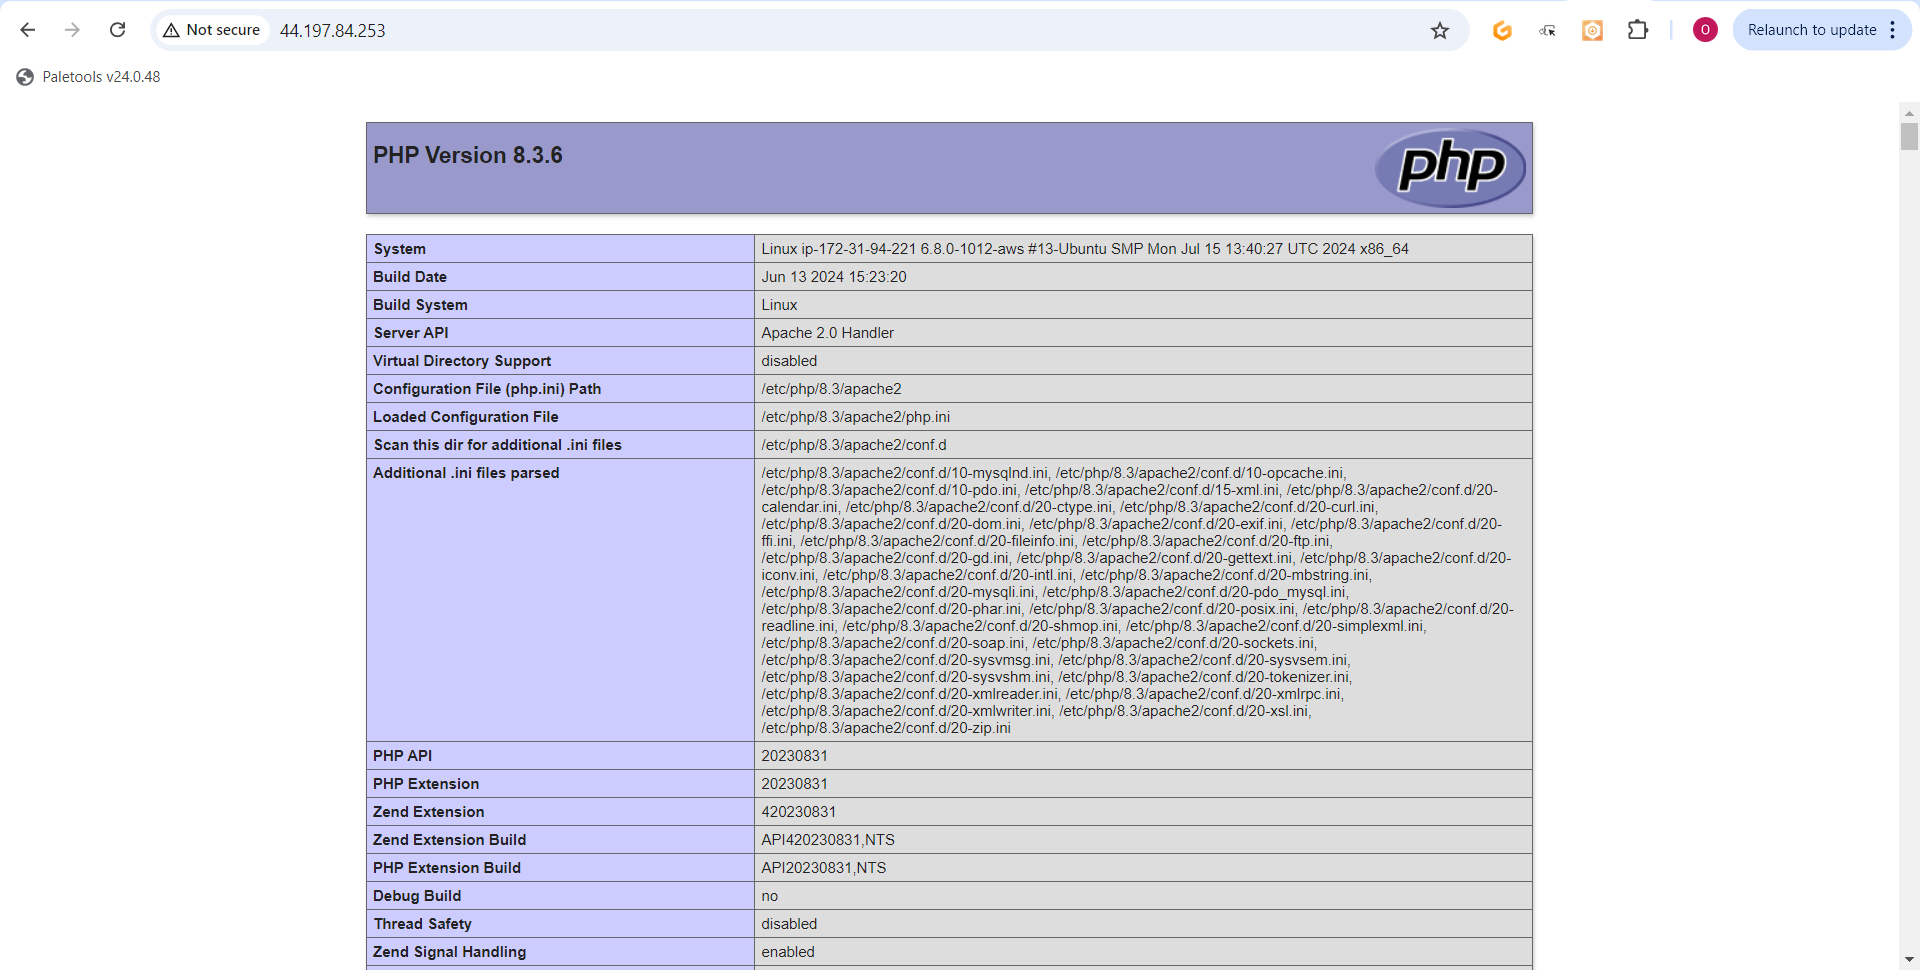 Not secure 44.197.84.253
O
Relaunch to update
Paletools v24.0.48
PHP Version 8.3.6
php
System Linux ip-172-31-94-221 6.8.0-1012-aws #13-Ubuntu SMP Mon Jul 15 13:40:27 UTC 2024 x86_64
Build Date Jun 13 2024 15:23:20
Build System Linux
Server API Apache 2.0 Handler
Virtual Directory Support disabled
Configuration File (php.ini) Path /etc/php/8.3/apache2
Loaded Configuration File /etc/php/8.3/apache2/php.ini
Scan this dir for additional .ini files /etc/php/8.3/apache2/conf.d
Additional .ini files parsed /etc/php/8.3/apache2/conf.d/10-mysqlnd.ini, /etc/php/8.3/apache2/conf.d/10-opcache.ini,
/etc/php/8.3/apache2/conf.d/10-pdo.ini, /etc/php/8.3/apache2/conf.d/15-xml.ini, /etc/php/8.3/apache2/conf.d/20-
calendar.ini, /etc/php/8.3/apache2/conf.d/20-ctype.ini, /etc/php/8.3/apache2/conf.d/20-curl.ini,
/etc/php/8.3/apache2/conf.d/20-dom.ini, /etc/php/8.3/apache2/conf.d/20-exif.ini, /etc/php/8.3/apache2/conf.d/20-
ffi.ini, /etc/php/8.3/apache2/conf.d/20-fileinfo.ini, /etc/php/8.3/apache2/conf.d/20-ftp.ini,
/etc/php/8.3/apache2/conf.d/20-gd.ini, /etc/php/8.3/apache2/conf.d/20-gettext.ini, /etc/php/8.3/apache2/conf.d/20-
iconv.ini, /etc/php/8.3/apache2/conf.d/20-intl.ini, /etc/php/8.3/apache2/conf.d/20-mbstring.ini,
/etc/php/8.3/apache2/conf.d/20-mysqli.ini, /etc/php/8.3/apache2/conf.d/20-pdo_mysql.ini,
/etc/php/8.3/apache2/conf.d/20-phar.ini, /etc/php/8.3/apache2/conf.d/20-posix.ini, /etc/php/8.3/apache2/conf.d/20-
readline.ini, /etc/php/8.3/apache2/conf.d/20-shmop.ini, /etc/php/8.3/apache2/conf.d/20-simplexml.ini,
/etc/php/8.3/apache2/conf.d/20-soap.ini, /etc/php/8.3/apache2/conf.d/20-sockets.ini,
/etc/php/8.3/apache2/conf.d/20-sysvmsg.ini, /etc/php/8.3/apache2/conf.d/20-sysvsem.ini,
/etc/php/8.3/apache2/conf.d/20-sysvshm.ini, /etc/php/8.3/apache2/conf.d/20-tokenizer.ini,
/etc/php/8.3/apache2/conf.d/20-xmlreader.ini, /etc/php/8.3/apache2/conf.d/20-xmlrpc.ini,
/etc/php/8.3/apache2/conf.d/20-xmlwriter.ini, /etc/php/8.3/apache2/conf.d/20-xsl.ini,
/etc/php/8.3/apache2/conf.d/20-zip.ini
PHP API 20230831
PHP Extension 20230831
Zend Extension 420230831
Zend Extension Build API420230831,NTS
PHP Extension Build API20230831,NTS
Debug Build no
Thread Safety disabled
Zend Signal Handling enabled